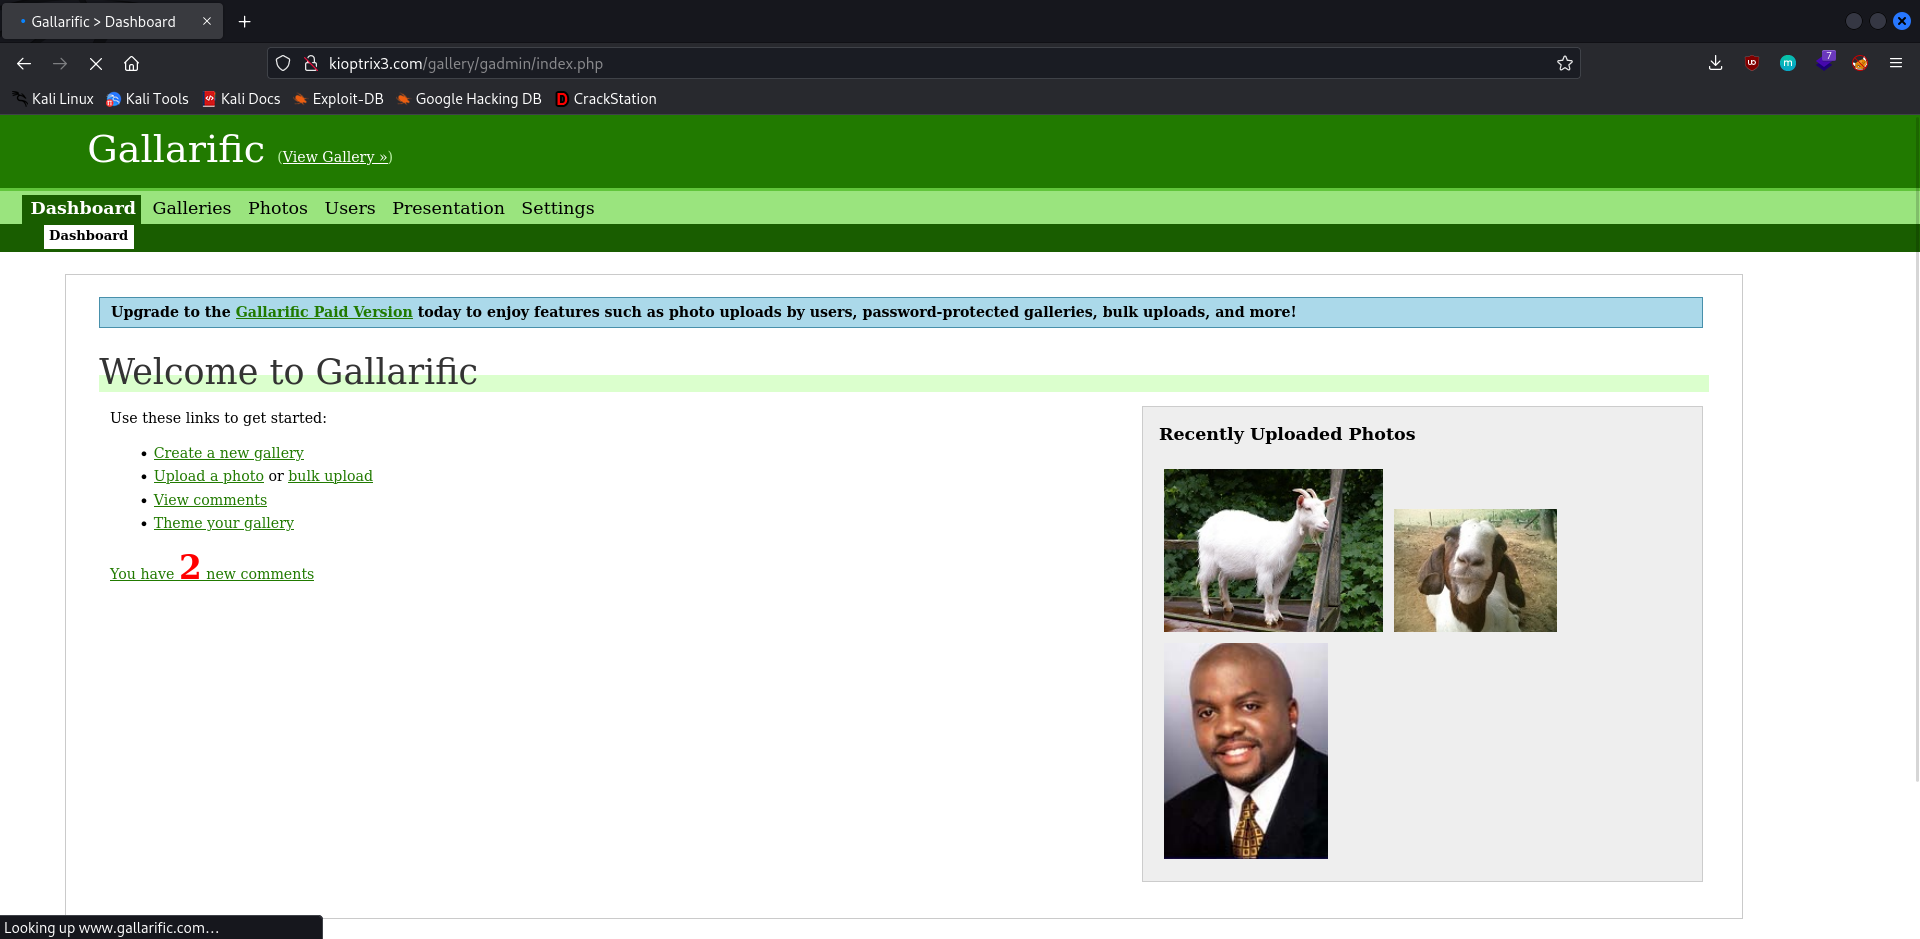 Gallarific > Dashboard
kioptrix3.com/gallery/gadmin/index.php
7
Kali Linux Kali Tools Kali Docs Exploit-DB Google Hacking DB CrackStation
Gallarific (View Gallery »)
Dashboard Galleries Photos Users Presentation Settings
Dashboard
Upgrade to the Gallarific Paid Version today to enjoy features such as photo uploads by users, password-protected galleries, bulk uploads, and more!
Welcome to Gallarific
Use these links to get started:
• Create a new gallery
• Upload a photo or bulk upload
• View comments
• Theme your gallery
You have 2 new comments
Recently Uploaded Photos
Looking up www.gallarific.com…